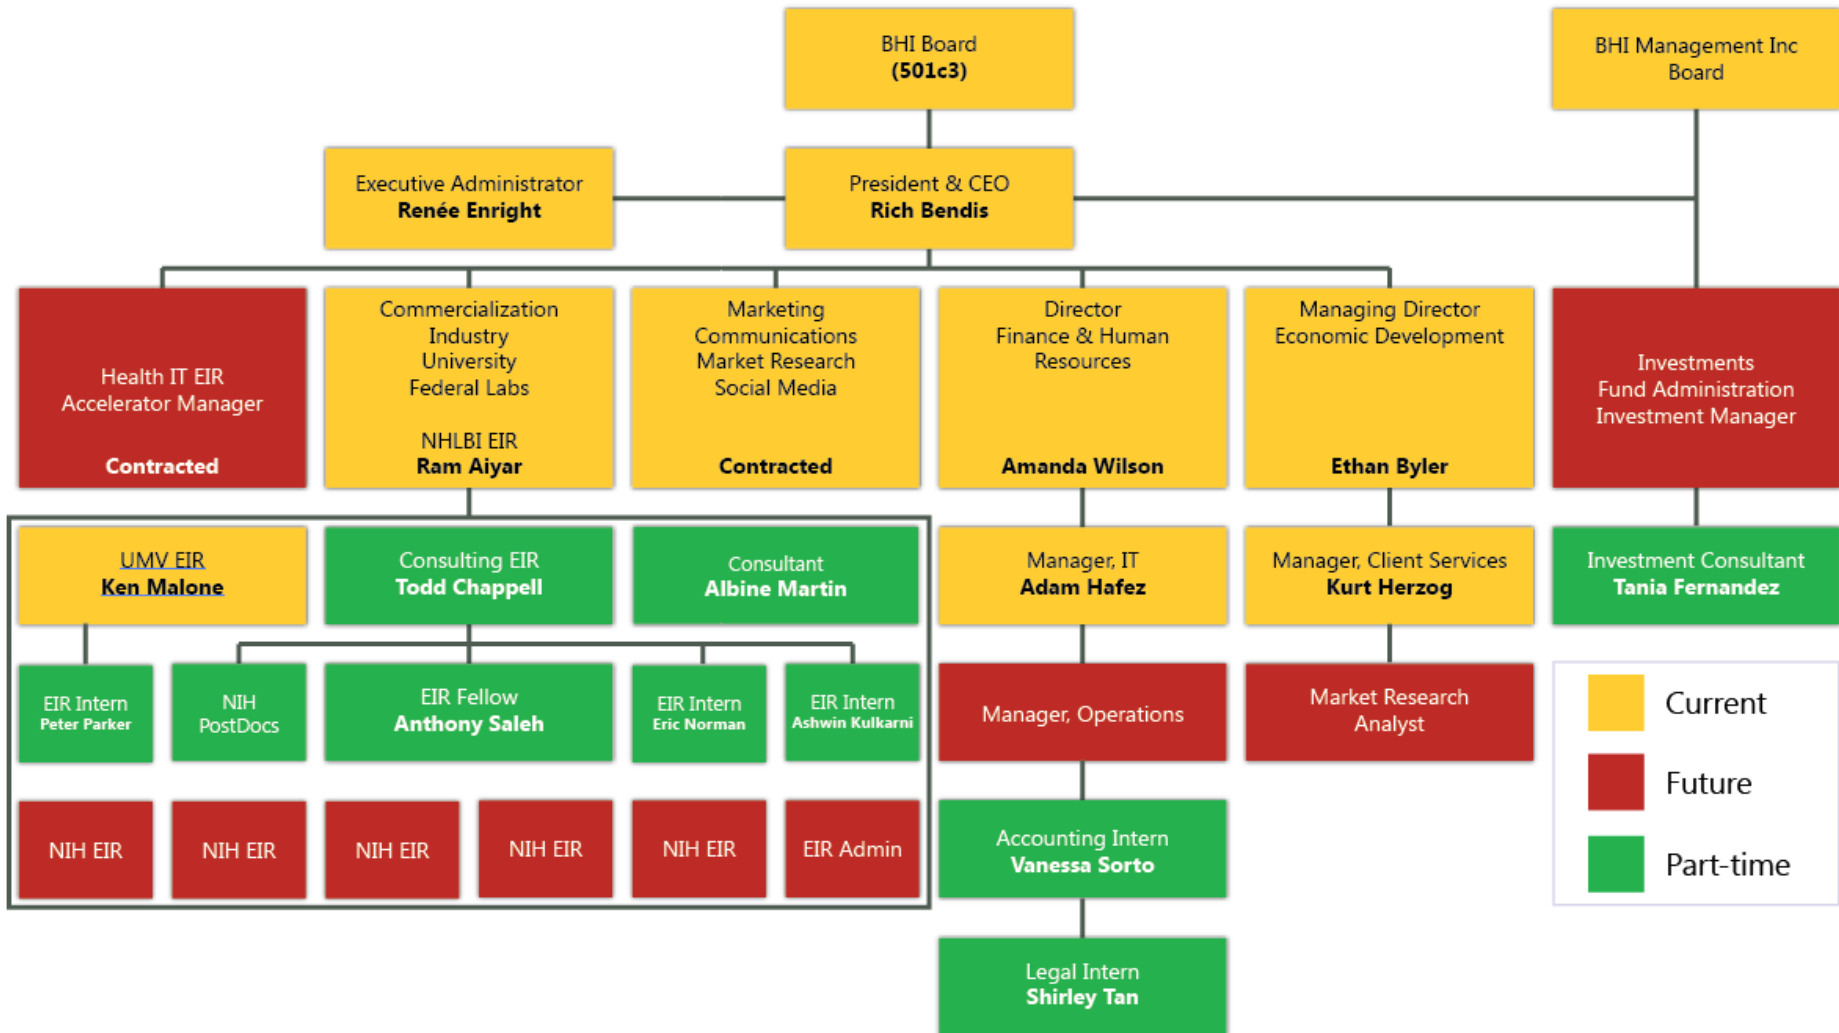 BHI Board
(501c3)
BHI Management Inc
Board
Executive Administrator
Renée Enright
President & CEO
Rich Bendis
Health IT EIR
Accelerator Manager
Contracted
Commercialization
Industry
University
Federal Labs
NHLBI EIR
Ram Aiyar
Marketing
Communications
Market Research
Social Media
Contracted
Director
Finance & Human
Resources
Amanda Wilson
Managing Director
Economic Development
Ethan Byler
Investments
Fund Administration
Investment Manager
UMV EIR
Ken Malone
Consulting EIR
Todd Chappell
Consultant
Albine Martin
Manager, IT
Adam Hafez
Manager, Client Services
Kurt Herzog
Investment Consultant
Tania Fernandez
EIR Intern
Peter Parker
NIH
PostDocs
EIR Fellow
Anthony Saleh
EIR Intern
Eric Norman
EIR Intern
Ashwin Kulkarni
Manager, Operations
Market Research
Analyst
Current
Future
Part-time
NIH EIR
NIH EIR
NIH EIR
NIH EIR
NIH EIR
EIR Admin
Accounting Intern
Vanessa Sorto
Legal Intern
Shirley Tan